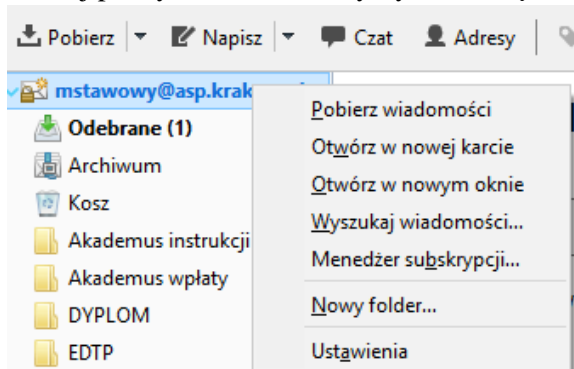 Pobierz Napisz Czat Adresy
mstawowy@asp.krak
Odebrane (1)
Archiwum
Kosz
Akademus instrukcji
Akademus wpłaty
DYPLOM
EDTP
Pobierz wiadomości
Otwórz w nowej karcie
Otwórz w nowym oknie
Wyszukaj wiadomości...
Menedżer subskrypcji...
Nowy folder...
Ustawienia